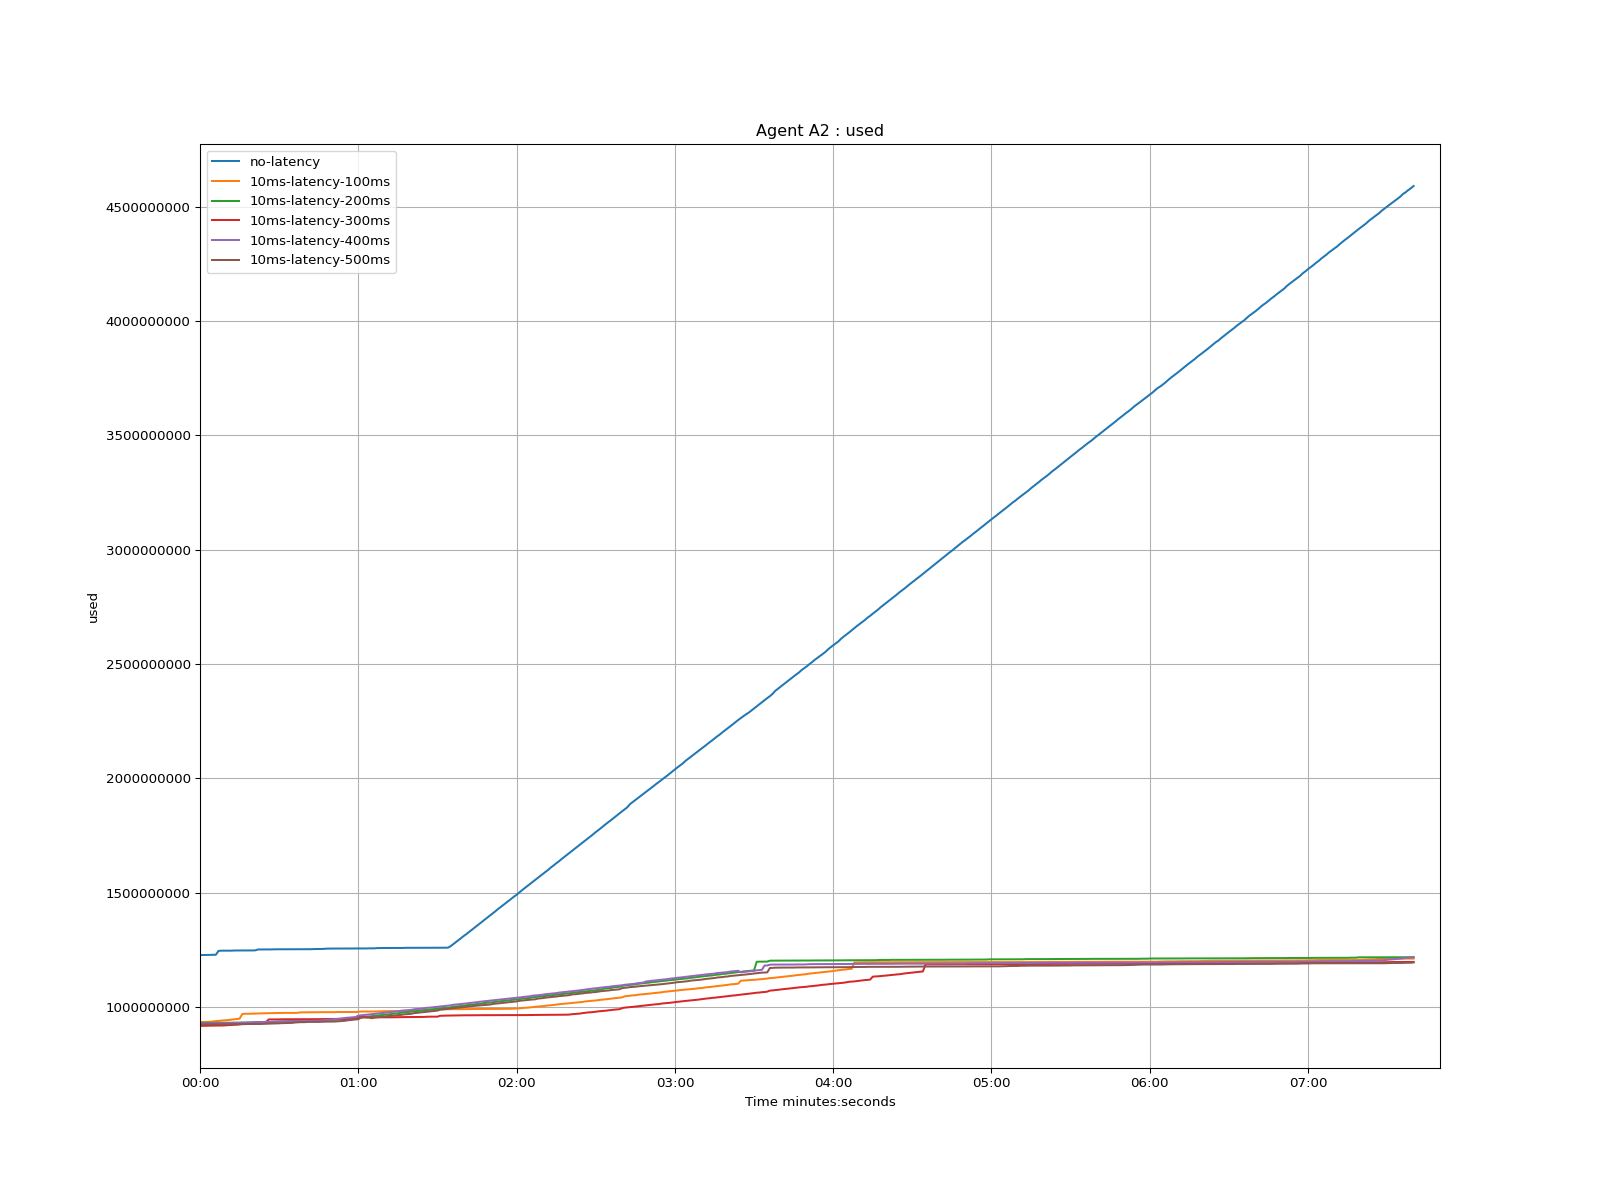 Agent A2 : used
no-latency
10ms-latency-100ms
10ms-latency-200ms
10ms-latency-300ms
10ms-latency-400ms
10ms-latency-500ms
4500000000
4000000000
3500000000
3000000000
2500000000
2000000000
1500000000
1000000000
used
00:00 01:00 02:00 03:00 04:00 05:00 06:00 07:00
Time minutes:seconds